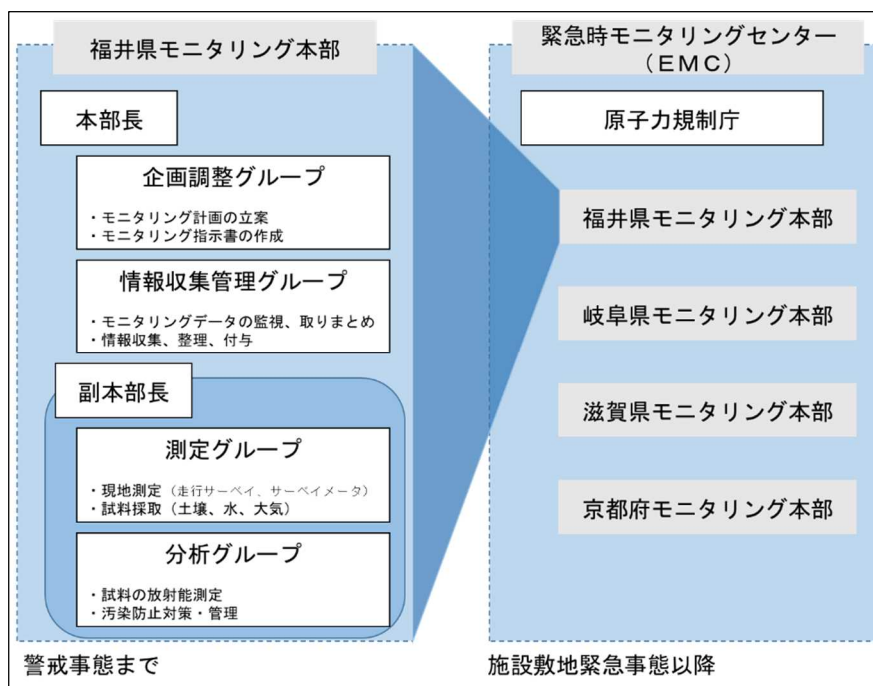 福井県モニタリング本部
本部長
企画調整グループ
・モニタリング計画の立案
・モニタリング指示書の作成
情報収集管理グループ
・モニタリングデータの監視、取りまとめ
・情報収集、整理、付与
副本部長
測定グループ
・現地測定（走行サーベイ、サーベイメータ）
・試料採取（土壌、水、大気）
分析グループ
・試料の放射能測定
・汚染防止対策・管理
警戒事態まで
緊急時モニタリングセンター
（ＥＭＣ）
原子力規制庁
福井県モニタリング本部
岐阜県モニタリング本部
滋賀県モニタリング本部
京都府モニタリング本部
施設敷地緊急事態以降